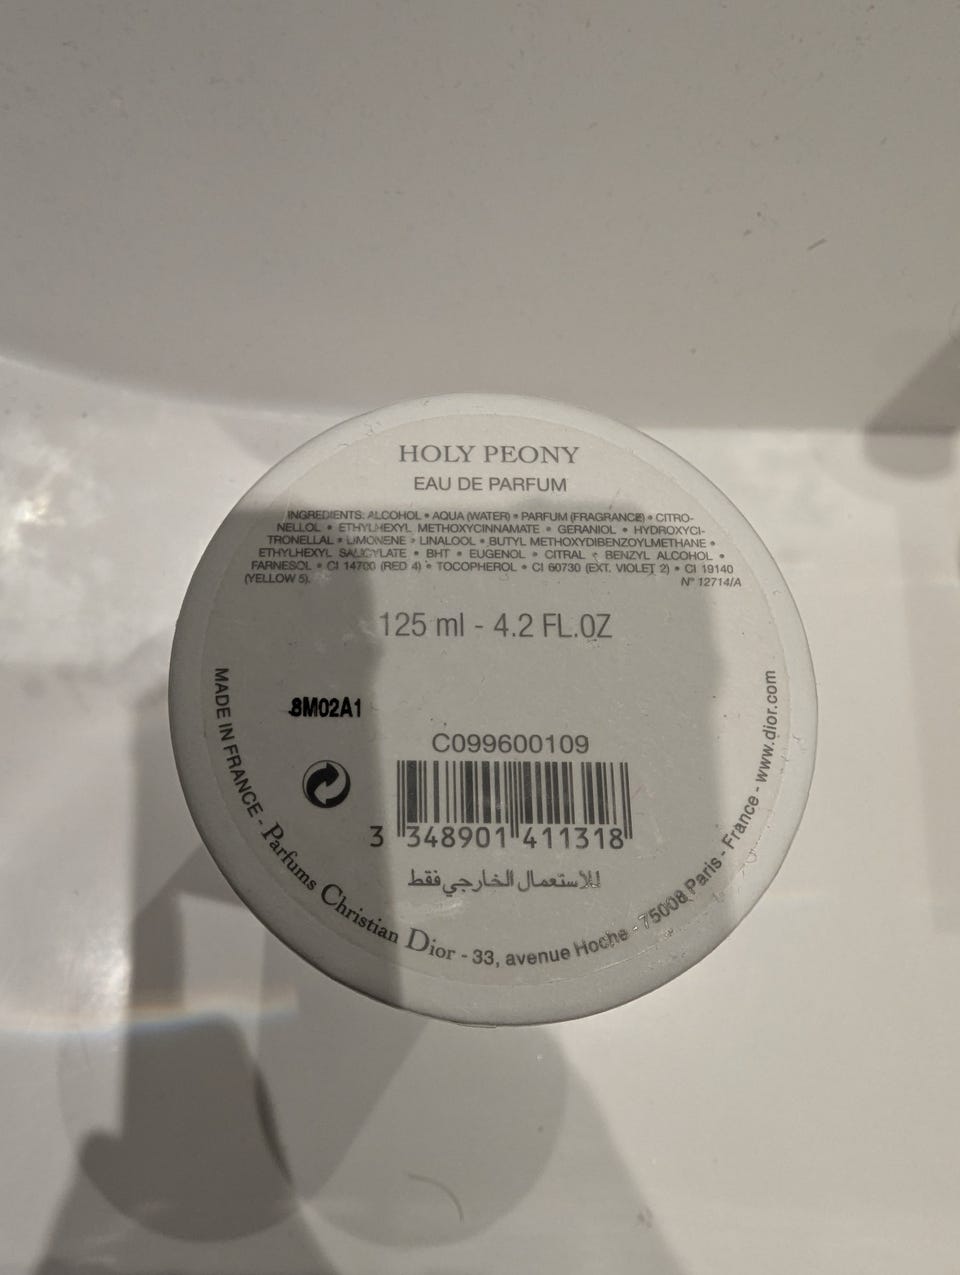 HOLY PEONY
EAU DE PARFUM
INGREDIENTS: ALCOHOL • AQUA (WATER) • PARFUM (FRAGRANCE) • CITRO-
NELLOL • ETHYLHEXYL METHOXYCINNAMATE • GERANIOL • HYDROXYCI-
TRONELLAL • LIMONENE • LINALOOL • BUTYL METHOXYDIBENZOYLMETHANE •
ETHYLHEXYL SALICYLATE • BHT • EUGENOL • CITRAL • BENZYL ALCOHOL •
FARNESOL • CI 14700 (RED 4) • TOCOPHEROL • CI 60730 (EXT. VIOLET 2) • CI 19140
(YELLOW 5). N° 12714/A
125 ml - 4.2 FL.OZ
8M02A1
C099600109
3 348901 411318
للاستعمال الخارجي فقط
MADE IN FRANCE - Parfums Christian Dior - 33, avenue Hoche - 75008 Paris - France - www.dior.com